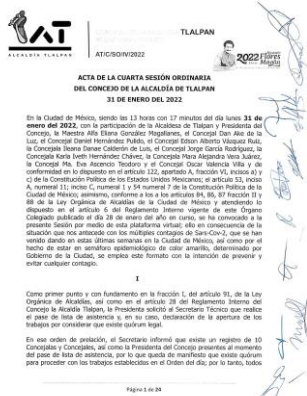 ALCALDÍA TLALPAN
TLALPAN
AT/C/SO/IV/2022
2022 Flores
Magón
ACTA DE LA CUARTA SESIÓN ORDINARIA
DEL CONCEJO DE LA ALCALDÍA DE TLALPAN
31 DE ENERO DEL 2022
En la Ciudad de México, siendo las 13 horas con 17 minutos del día lunes 31 de
enero del 2022, con la participación de la Alcaldesa de Tlalpan y Presidenta del
Concejo, la Maestra Alfa Eliana González Magallanes, el Concejal Dan Alez de la
Luz, el Concejal Daniel Hernández Pulido, el Concejal Edson Alberto Vázquez Ruiz,
la Concejala Ileana Danae Calderón de Luis, el Concejal Jorge García Rodríguez, la
Concejala Karla Iveth Hernández Chávez, la Concejala Mara Alejandra Vera Juárez,
la Concejal Ma. Eva Ascensio Teodoro y el Concejal Oscar Valencia Villa y de
conformidad en lo dispuesto en el artículo 122, apartado A, fracción VI, incisos a) y
c) de la Constitución Política de los Estados Unidos Mexicanos; el artículo 53, inciso
A, numeral 11; inciso C, numeral 1 y 54 numeral 7 de la Constitución Política de la
Ciudad de México; asimismo, conforme a los a los artículos 84, 86, 87 fracción II y
88 de la Ley Orgánica de Alcaldías de la Ciudad de México y atendiendo lo
dispuesto en el artículo 6 del Reglamento Interno vigente de este Órgano
Colegiado publicado el día 28 de enero del año en curso, se ha convocado a la
presente Sesión por medio de esta plataforma virtual; ello en consecuencia de la
situación que nos antecede con los múltiples contagios de Sars-Cov-2, que se han
venido dando en estas últimas semanas en la Ciudad de México, así como por el
hecho de estar en semáforo epidemiológico de color amarillo, determinado por
Gobierno de la Ciudad, se emplea este formato con la intención de prevenir y
evitar cualquier contagio.
I
Como primer punto y con fundamento en la fracción I, del artículo 91, de la Ley
Orgánica de Alcaldías, así como en el artículo 28 del Reglamento Interno del
Concejo de la Alcaldía Tlalpan, la Presidenta solicitó al Secretario Técnico que realice
el pase de lista de asistencia y, en su caso, declaración de la apertura de los
trabajos por considerar que existe quórum legal.
En ese orden de prelación, el Secretario informó que existe un registro de 10
Concejalas y Concejales, así como la Presidenta del Concejo presentes al momento
del pase de lista de asistencia, por lo que queda de manifiesto que existe quórum
para proceder con los trabajos establecidos en el Orden del día; por lo tanto, todos
Página 1 de 24